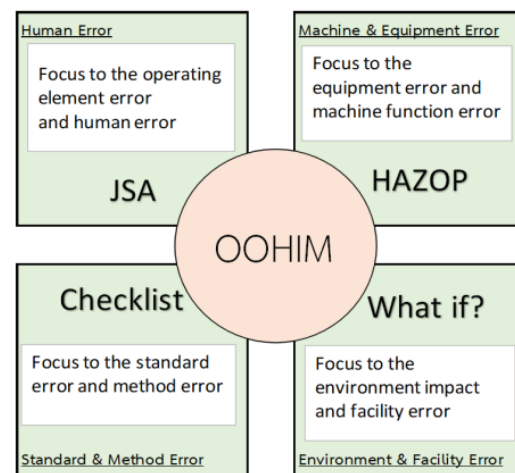 Human Error
Focus to the operating
element error
and human error
JSA
Machine & Equipment Error
Focus to the
equipment error and
machine function error
HAZOP
OOHIM
Checklist
Focus to the standard
error and method error
Standard & Method Error
What if?
Focus to the
environment impact
and facility error
Environment & Facility Error